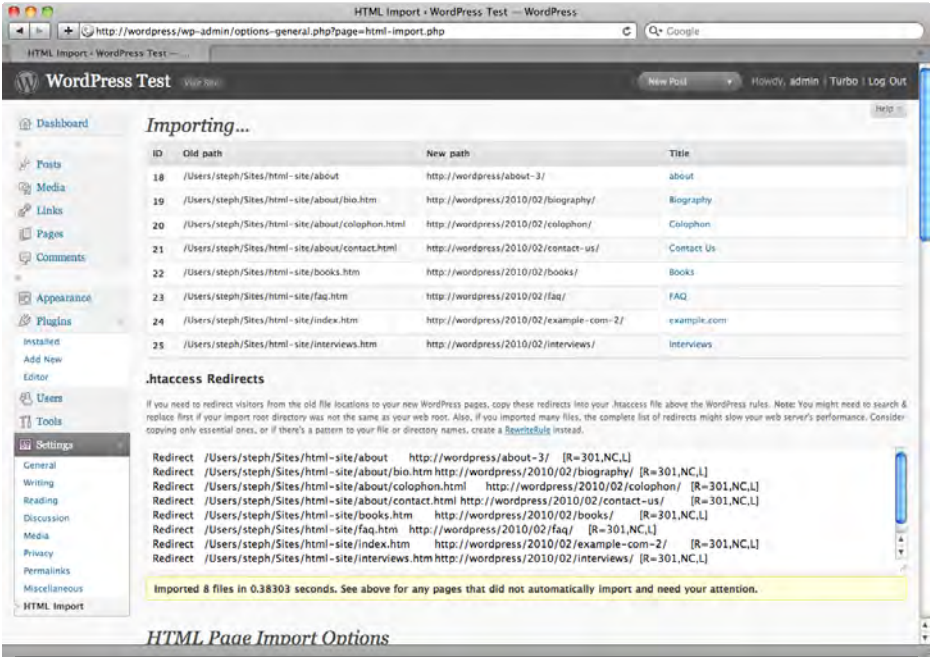 HTML Import ‹ WordPress Test — WordPress
http://wordpress/wp-admin/options-general.php?page=html-import.php
Google
HTML Import ‹ WordPress Test — ...
WordPress Test Visit Site
New Post
Howdy, admin | Turbo | Log Out
Help
Dashboard
Posts
Media
Links
Pages
Comments
Appearance
Plugins
Installed
Add New
Editor
Users
Tools
Settings
General
Writing
Reading
Discussion
Media
Privacy
Permalinks
Miscellaneous
HTML Import
Importing...
ID Old path New path Title
18 /Users/steph/Sites/html-site/about http://wordpress/about-3/ about
19 /Users/steph/Sites/html-site/about/bio.htm http://wordpress/2010/02/biography/ Biography
20 /Users/steph/Sites/html-site/about/colophon.html http://wordpress/2010/02/colophon/ Colophon
21 /Users/steph/Sites/html-site/about/contact.html http://wordpress/2010/02/contact-us/ Contact Us
22 /Users/steph/Sites/html-site/books.htm http://wordpress/2010/02/books/ Books
23 /Users/steph/Sites/html-site/faq.htm http://wordpress/2010/02/faq/ FAQ
24 /Users/steph/Sites/html-site/index.htm http://wordpress/2010/02/example-com-2/ example.com
25 /Users/steph/Sites/html-site/interviews.htm http://wordpress/2010/02/interviews/ Interviews
.htaccess Redirects
If you need to redirect visitors from the old file locations to your new WordPress pages, copy these redirects into your .htaccess file above the WordPress rules. Note: You might need to search &
replace first if your import root directory was not the same as your web root. Also, if you imported many files, the complete list of redirects might slow your web server's performance. Consider
copying only essential ones, or if there's a pattern to your file or directory names, create a RewriteRule instead.
Redirect /Users/steph/Sites/html-site/about http://wordpress/about-3/ [R=301,NC,L]
Redirect /Users/steph/Sites/html-site/about/bio.htm http://wordpress/2010/02/biography/ [R=301,NC,L]
Redirect /Users/steph/Sites/html-site/about/colophon.html http://wordpress/2010/02/colophon/ [R=301,NC,L]
Redirect /Users/steph/Sites/html-site/about/contact.html http://wordpress/2010/02/contact-us/ [R=301,NC,L]
Redirect /Users/steph/Sites/html-site/books.htm http://wordpress/2010/02/books/ [R=301,NC,L]
Redirect /Users/steph/Sites/html-site/faq.htm http://wordpress/2010/02/faq/ [R=301,NC,L]
Redirect /Users/steph/Sites/html-site/index.htm http://wordpress/2010/02/example-com-2/ [R=301,NC,L]
Redirect /Users/steph/Sites/html-site/interviews.htm http://wordpress/2010/02/interviews/ [R=301,NC,L]
Imported 8 files in 0.38303 seconds. See above for any pages that did not automatically import and need your attention.
HTML Page Import Options